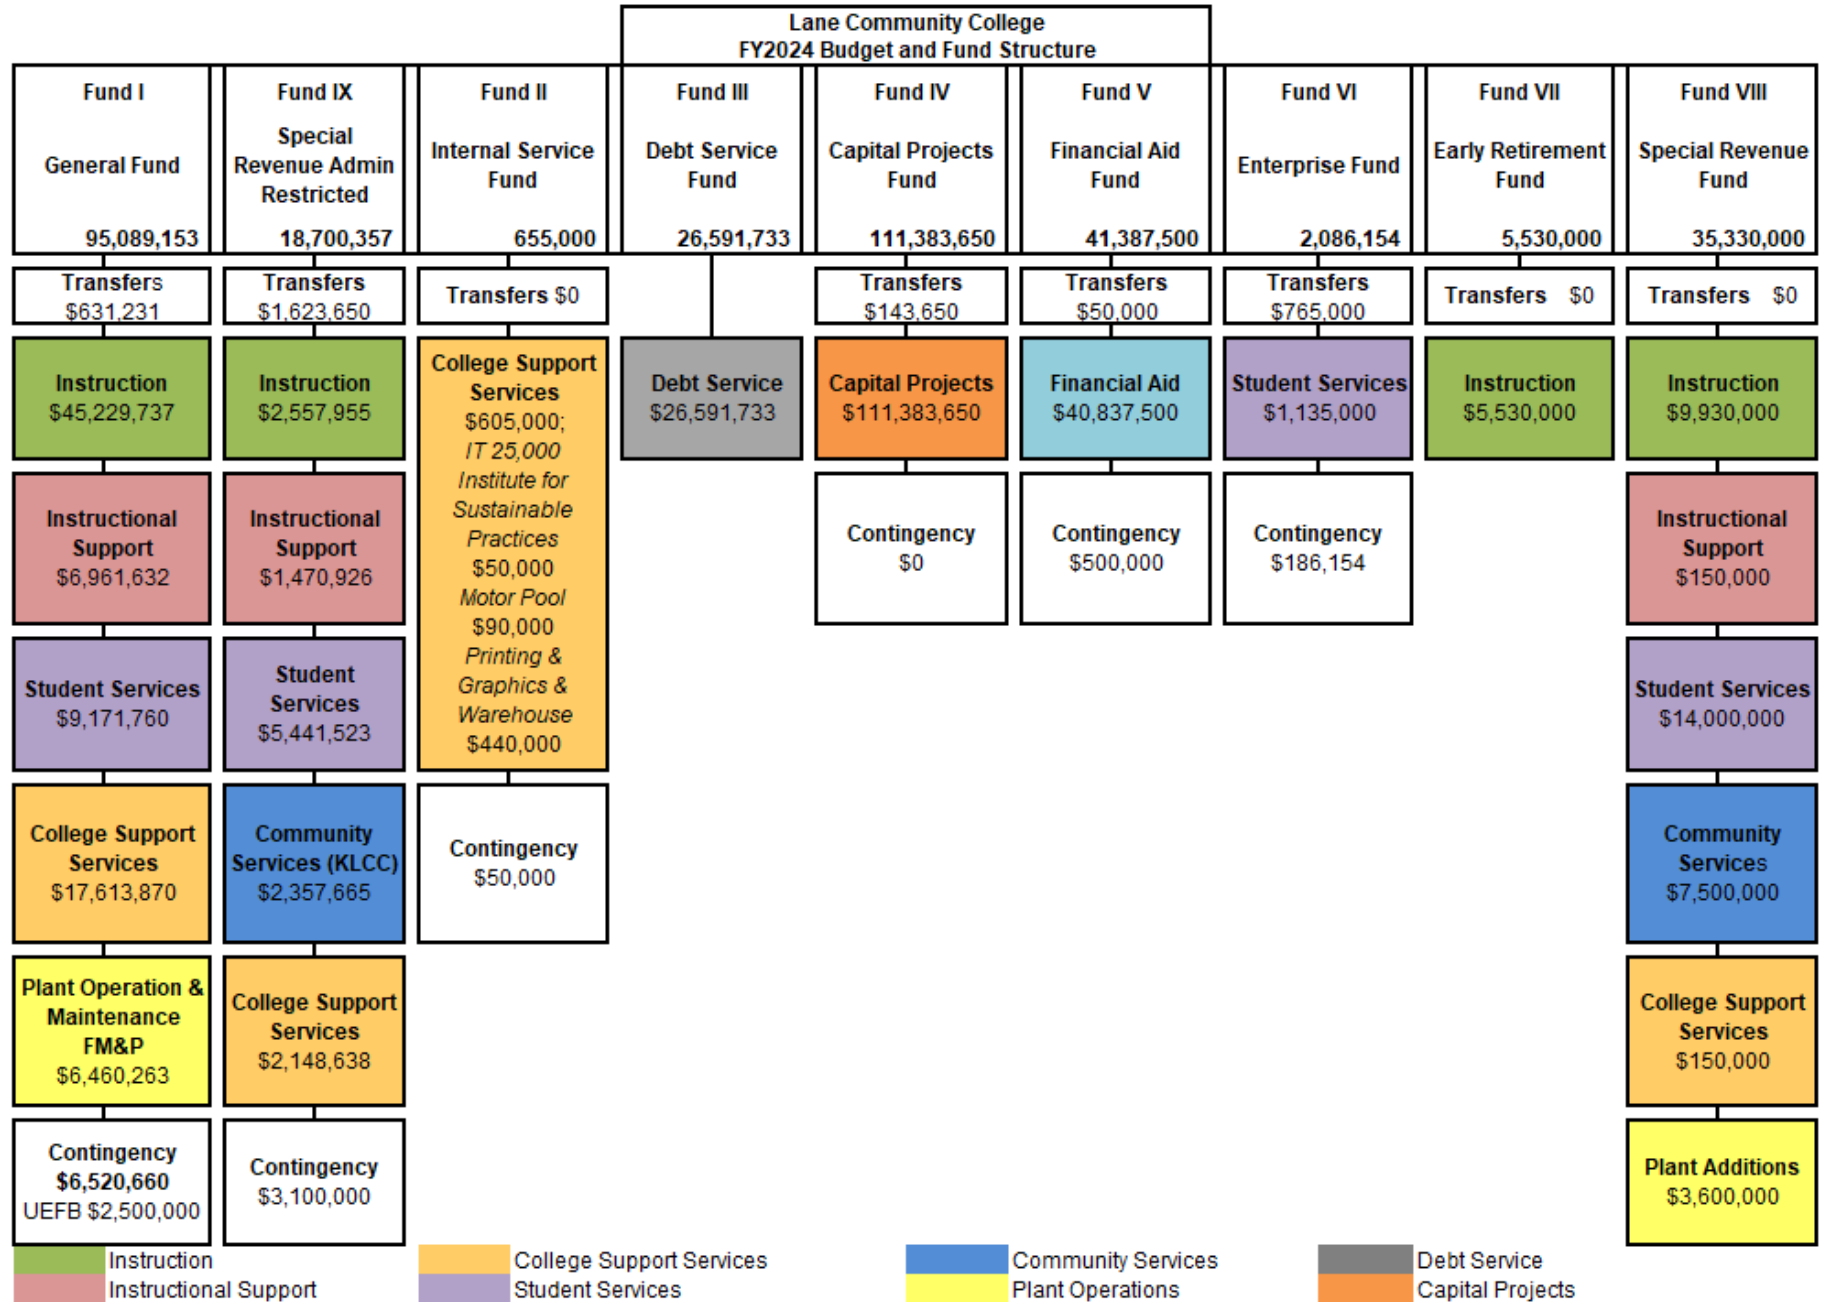 Lane Community College
FY2024 Budget and Fund Structure
Fund I
General Fund
95,089,153
Transfers
$631,231
Instruction
$45,229,737
Instructional
Support
$6,961,632
Student Services
$9,171,760
College Support
Services
$17,613,870
Plant Operation &
Maintenance
FM&P
$6,460,263
Contingency
$6,520,660
UEFB $2,500,000
Fund IX
Special
Revenue Admin
Restricted
18,700,357
Transfers
$1,623,650
Instruction
$2,557,955
Instructional
Support
$1,470,926
Student
Services
$5,441,523
Community
Services (KLCC)
$2,357,665
College Support
Services
$2,148,638
Contingency
$3,100,000
Fund II
Internal Service
Fund
655,000
Transfers $0
College Support
Services
$605,000;
IT 25,000
Institute for
Sustainable
Practices
$50,000
Motor Pool
$90,000
Printing &
Graphics &
Warehouse
$440,000
Contingency
$50,000
Fund III
Debt Service
Fund
26,591,733
Debt Service
$26,591,733
Fund IV
Capital Projects
Fund
111,383,650
Transfers
$143,650
Capital Projects
$111,383,650
Contingency
$0
Fund V
Financial Aid
Fund
41,387,500
Transfers
$50,000
Financial Aid
$40,837,500
Contingency
$500,000
Fund VI
Enterprise Fund
2,086,154
Transfers
$765,000
Student Services
$1,135,000
Contingency
$186,154
Fund VII
Early Retirement
Fund
5,530,000
Transfers $0
Instruction
$5,530,000
Fund VIII
Special Revenue
Fund
35,330,000
Transfers $0
Instruction
$9,930,000
Instructional
Support
$150,000
Student Services
$14,000,000
Community
Services
$7,500,000
College Support
Services
$150,000
Plant Additions
$3,600,000
Instruction
Instructional Support
College Support Services
Student Services
Community Services
Plant Operations
Debt Service
Capital Projects